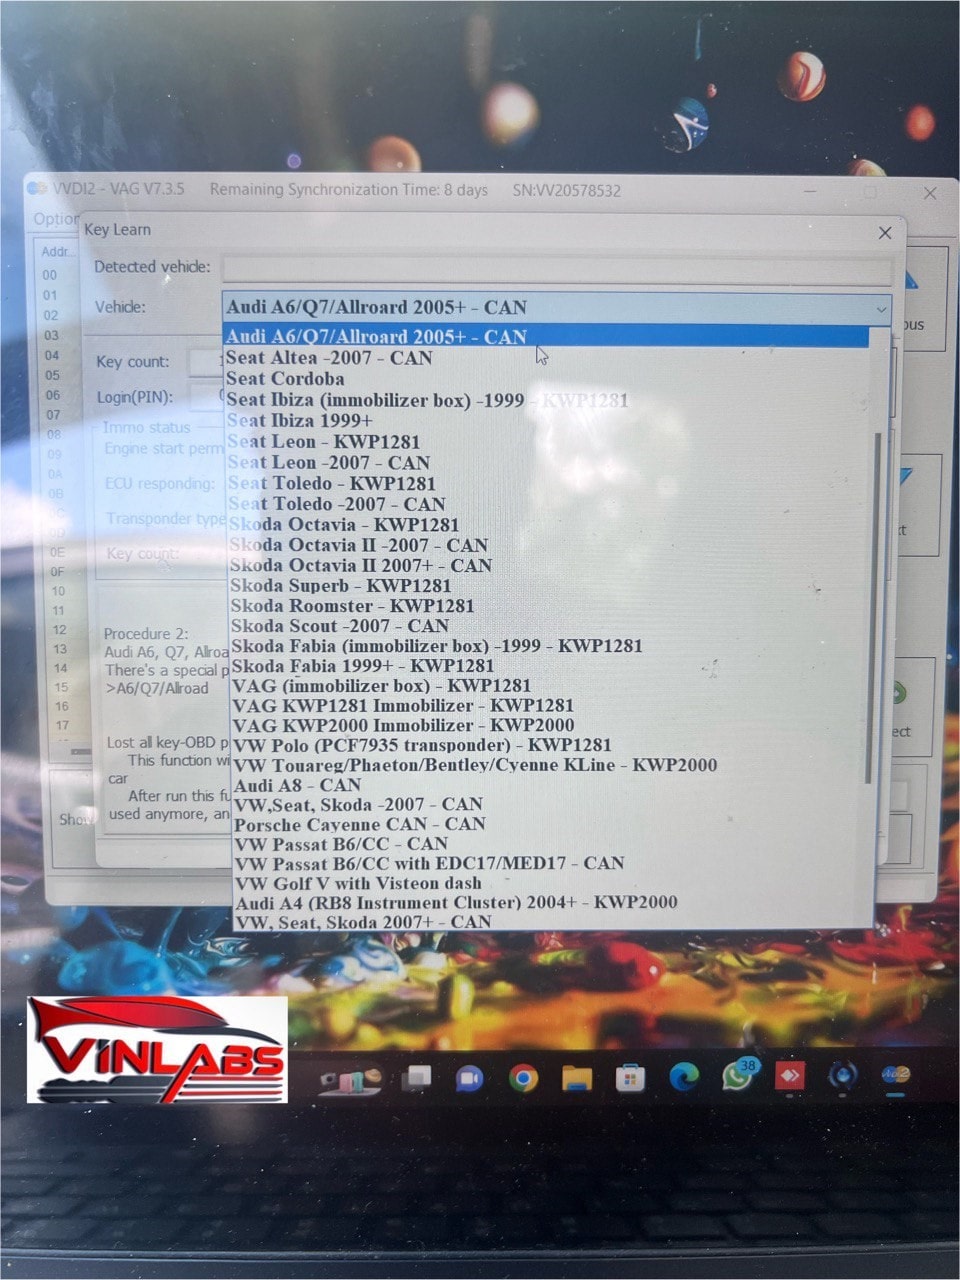 VVDI2 - VAG V7.3.5 Remaining Synchronization Time: 8 days SN:VV20578532
Option
Key Learn
Addr...
00
01
02
03
04
05
06
07
08
09
0A
0B
0C
0D
0E
0F
10
11
12
13
14
15
16
17
Detected vehicle:
Vehicle: Audi A6/Q7/Allroard 2005+ - CAN
Key count:
Login(PIN):
Immo status
Engine start perm
ECU responding:
Transponder type
Key count:
Audi A6/Q7/Allroard 2005+ - CAN
Seat Altea -2007 - CAN
Seat Cordoba
Seat Ibiza (immobilizer box) -1999 - KWP1281
Seat Ibiza 1999+
Seat Leon - KWP1281
Seat Leon -2007 - CAN
Seat Toledo - KWP1281
Seat Toledo -2007 - CAN
Skoda Octavia - KWP1281
Skoda Octavia II -2007 - CAN
Skoda Octavia II 2007+ - CAN
Skoda Superb - KWP1281
Skoda Roomster - KWP1281
Skoda Scout -2007 - CAN
Skoda Fabia (immobilizer box) -1999 - KWP1281
Skoda Fabia 1999+ - KWP1281
VAG (immobilizer box) - KWP1281
VAG KWP1281 Immobilizer - KWP1281
VAG KWP2000 Immobilizer - KWP2000
VW Polo (PCF7935 transponder) - KWP1281
VW Touareg/Phaeton/Bentley/Cyenne KLine - KWP2000
Audi A8 - CAN
VW,Seat, Skoda -2007 - CAN
Porsche Cayenne CAN - CAN
VW Passat B6/CC - CAN
VW Passat B6/CC with EDC17/MED17 - CAN
VW Golf V with Visteon dash
Audi A4 (RB8 Instrument Cluster) 2004+ - KWP2000
VW, Seat, Skoda 2007+ - CAN
Procedure 2:
Audi A6, Q7, Allroa
There's a special p
>A6/Q7/Allroad
Lost all key-OBD p
This function wi
car
After run this fu
used anymore, an
Show
ous
xt
ect
VINLABS
38